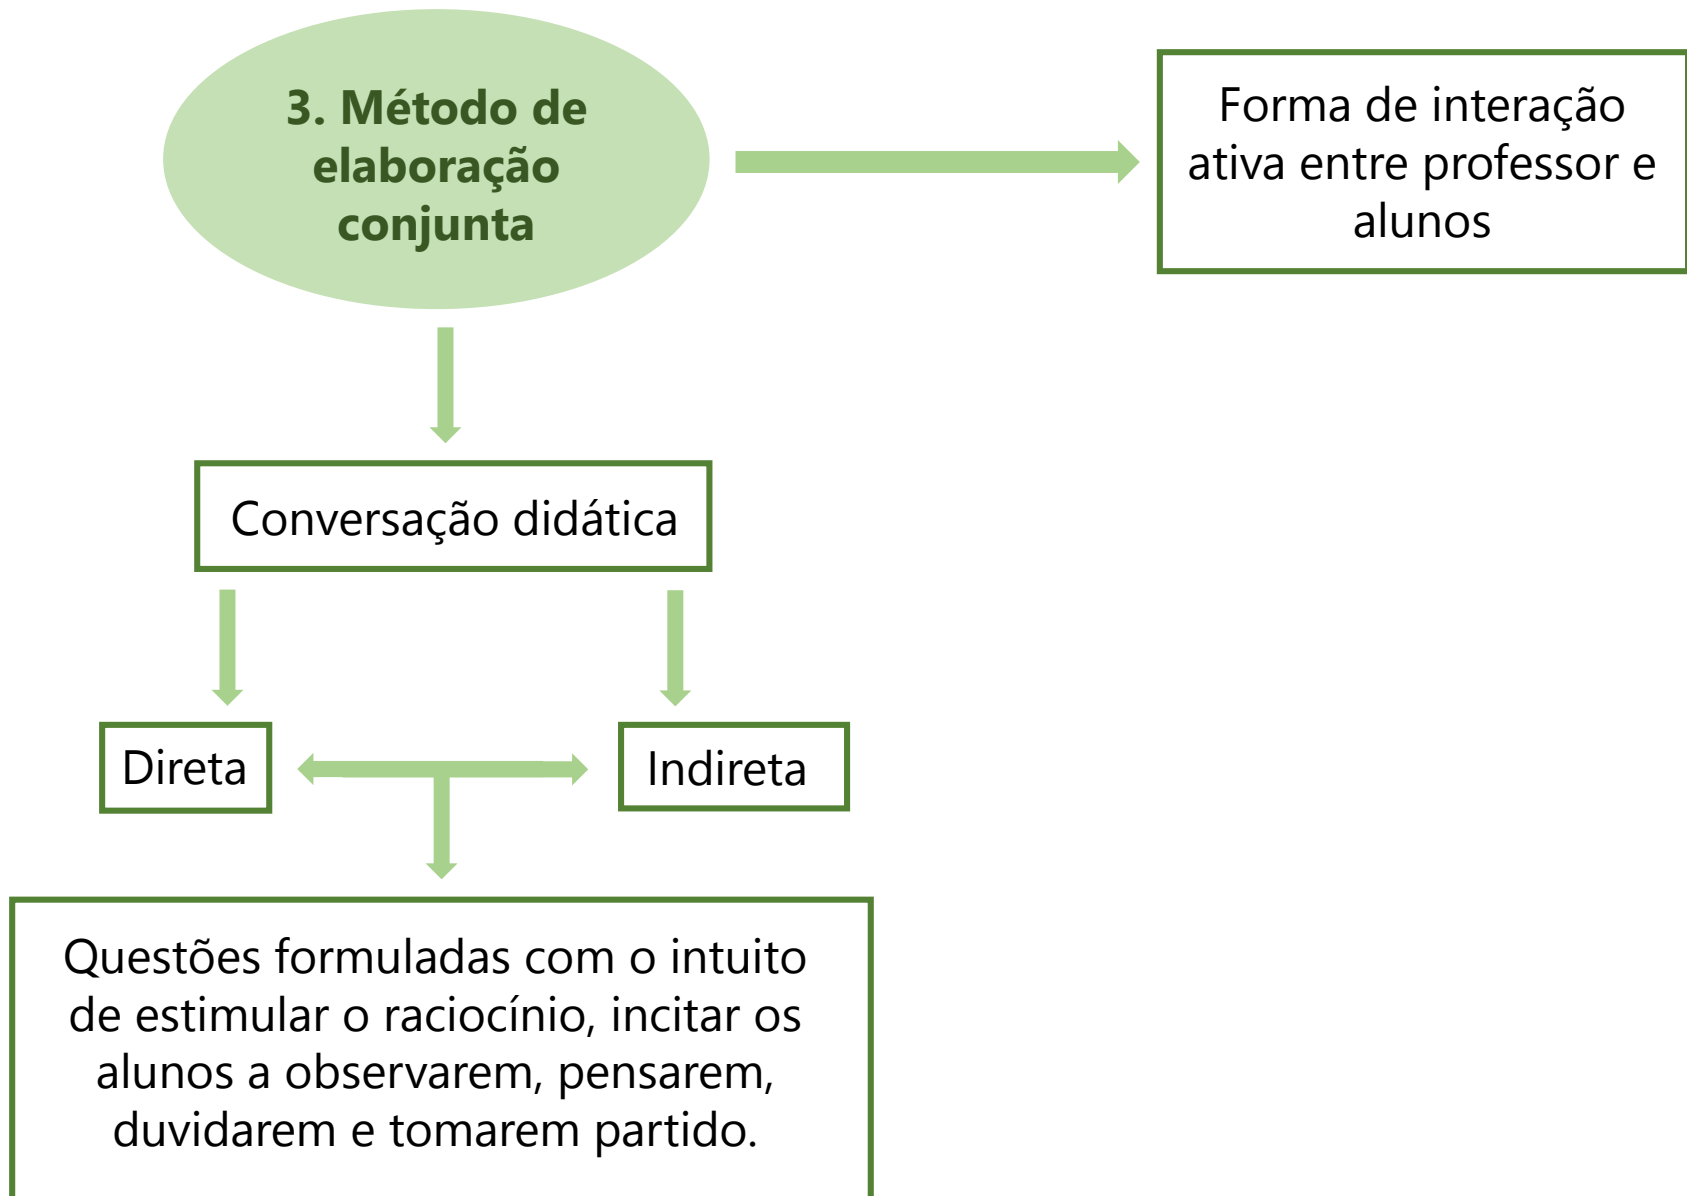 3. Método de
elaboração
conjunta
Forma de interação
ativa entre professor e
alunos
Conversação didática
Direta
Indireta
Questões formuladas com o intuito
de estimular o raciocínio, incitar os
alunos a observarem, pensarem,
duvidarem e tomarem partido.